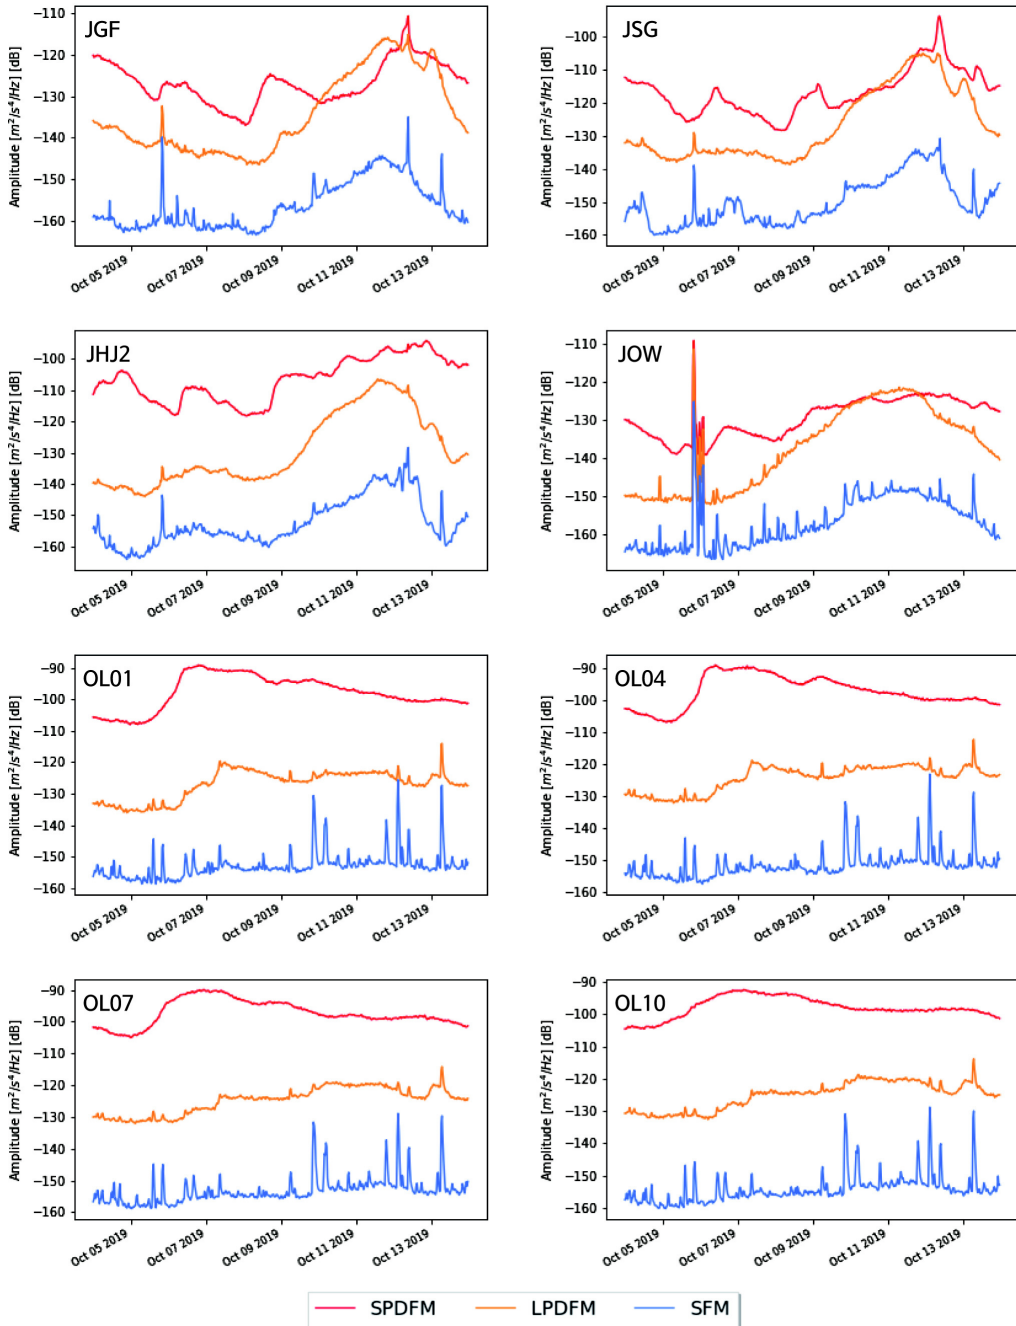 JGF
Amplitude [m²/s⁴/Hz] [dB]
−110
−120
−130
−140
−150
−160
Oct 05 2019
Oct 07 2019
Oct 09 2019
Oct 11 2019
Oct 13 2019
JSG
Amplitude [m²/s⁴/Hz] [dB]
−100
−110
−120
−130
−140
−150
−160
Oct 05 2019
Oct 07 2019
Oct 09 2019
Oct 11 2019
Oct 13 2019
JHJ2
Amplitude [m²/s⁴/Hz] [dB]
−100
−110
−120
−130
−140
−150
−160
Oct 05 2019
Oct 07 2019
Oct 09 2019
Oct 11 2019
Oct 13 2019
JOW
Amplitude [m²/s⁴/Hz] [dB]
−110
−120
−130
−140
−150
−160
Oct 05 2019
Oct 07 2019
Oct 09 2019
Oct 11 2019
Oct 13 2019
OL01
Amplitude [m²/s⁴/Hz] [dB]
−90
−100
−110
−120
−130
−140
−150
−160
Oct 05 2019
Oct 07 2019
Oct 09 2019
Oct 11 2019
Oct 13 2019
OL04
Amplitude [m²/s⁴/Hz] [dB]
−90
−100
−110
−120
−130
−140
−150
−160
Oct 05 2019
Oct 07 2019
Oct 09 2019
Oct 11 2019
Oct 13 2019
OL07
Amplitude [m²/s⁴/Hz] [dB]
−90
−100
−110
−120
−130
−140
−150
−160
Oct 05 2019
Oct 07 2019
Oct 09 2019
Oct 11 2019
Oct 13 2019
OL10
Amplitude [m²/s⁴/Hz] [dB]
−90
−100
−110
−120
−130
−140
−150
−160
Oct 05 2019
Oct 07 2019
Oct 09 2019
Oct 11 2019
Oct 13 2019
SPDFM LPDFM SFM